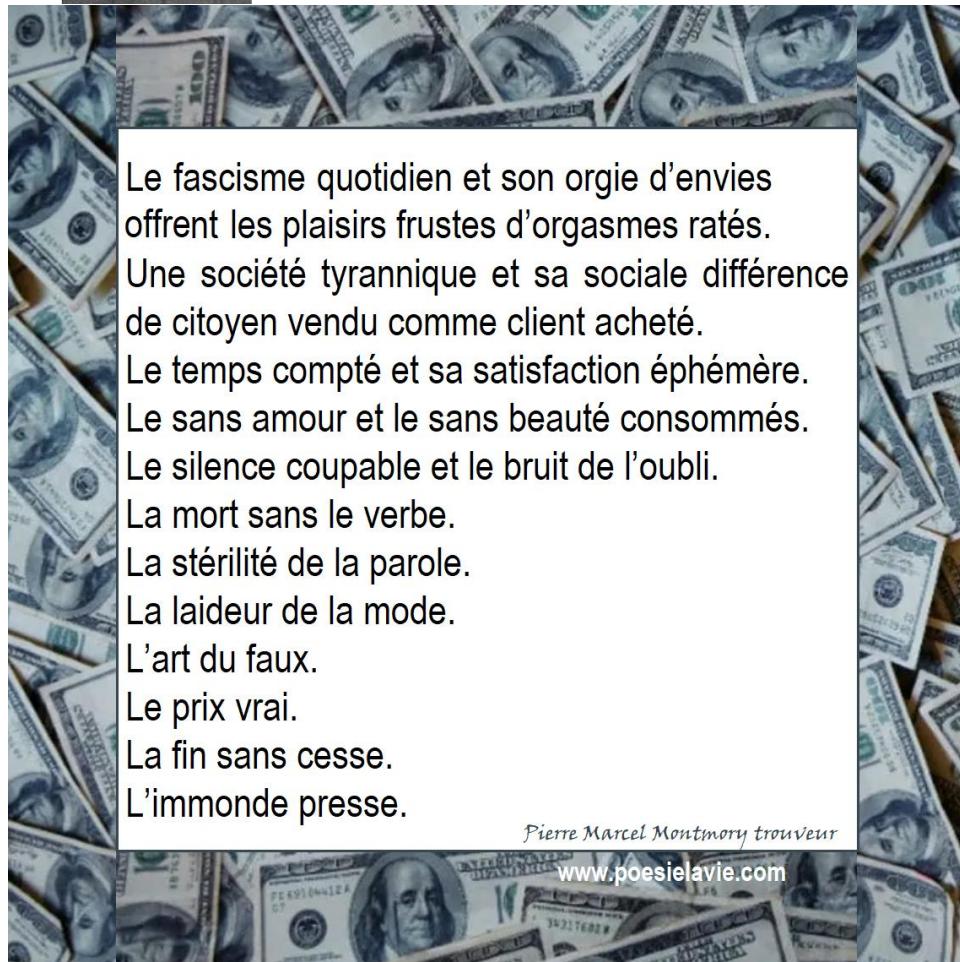 Le fascisme quotidien et son orgie d’envies
offrent les plaisirs frustes d’orgasmes ratés.
Une société tyrannique et sa sociale différence
de citoyen vendu comme client acheté.
Le temps compté et sa satisfaction éphémère.
Le sans amour et le sans beauté consommés.
Le silence coupable et le bruit de l’oubli.
La mort sans le verbe.
La stérilité de la parole.
La laideur de la mode.
L’art du faux.
Le prix vrai.
La fin sans cesse.
L’immonde presse.
Pierre Marcel Montmory trouveur
www.poesielavie.com